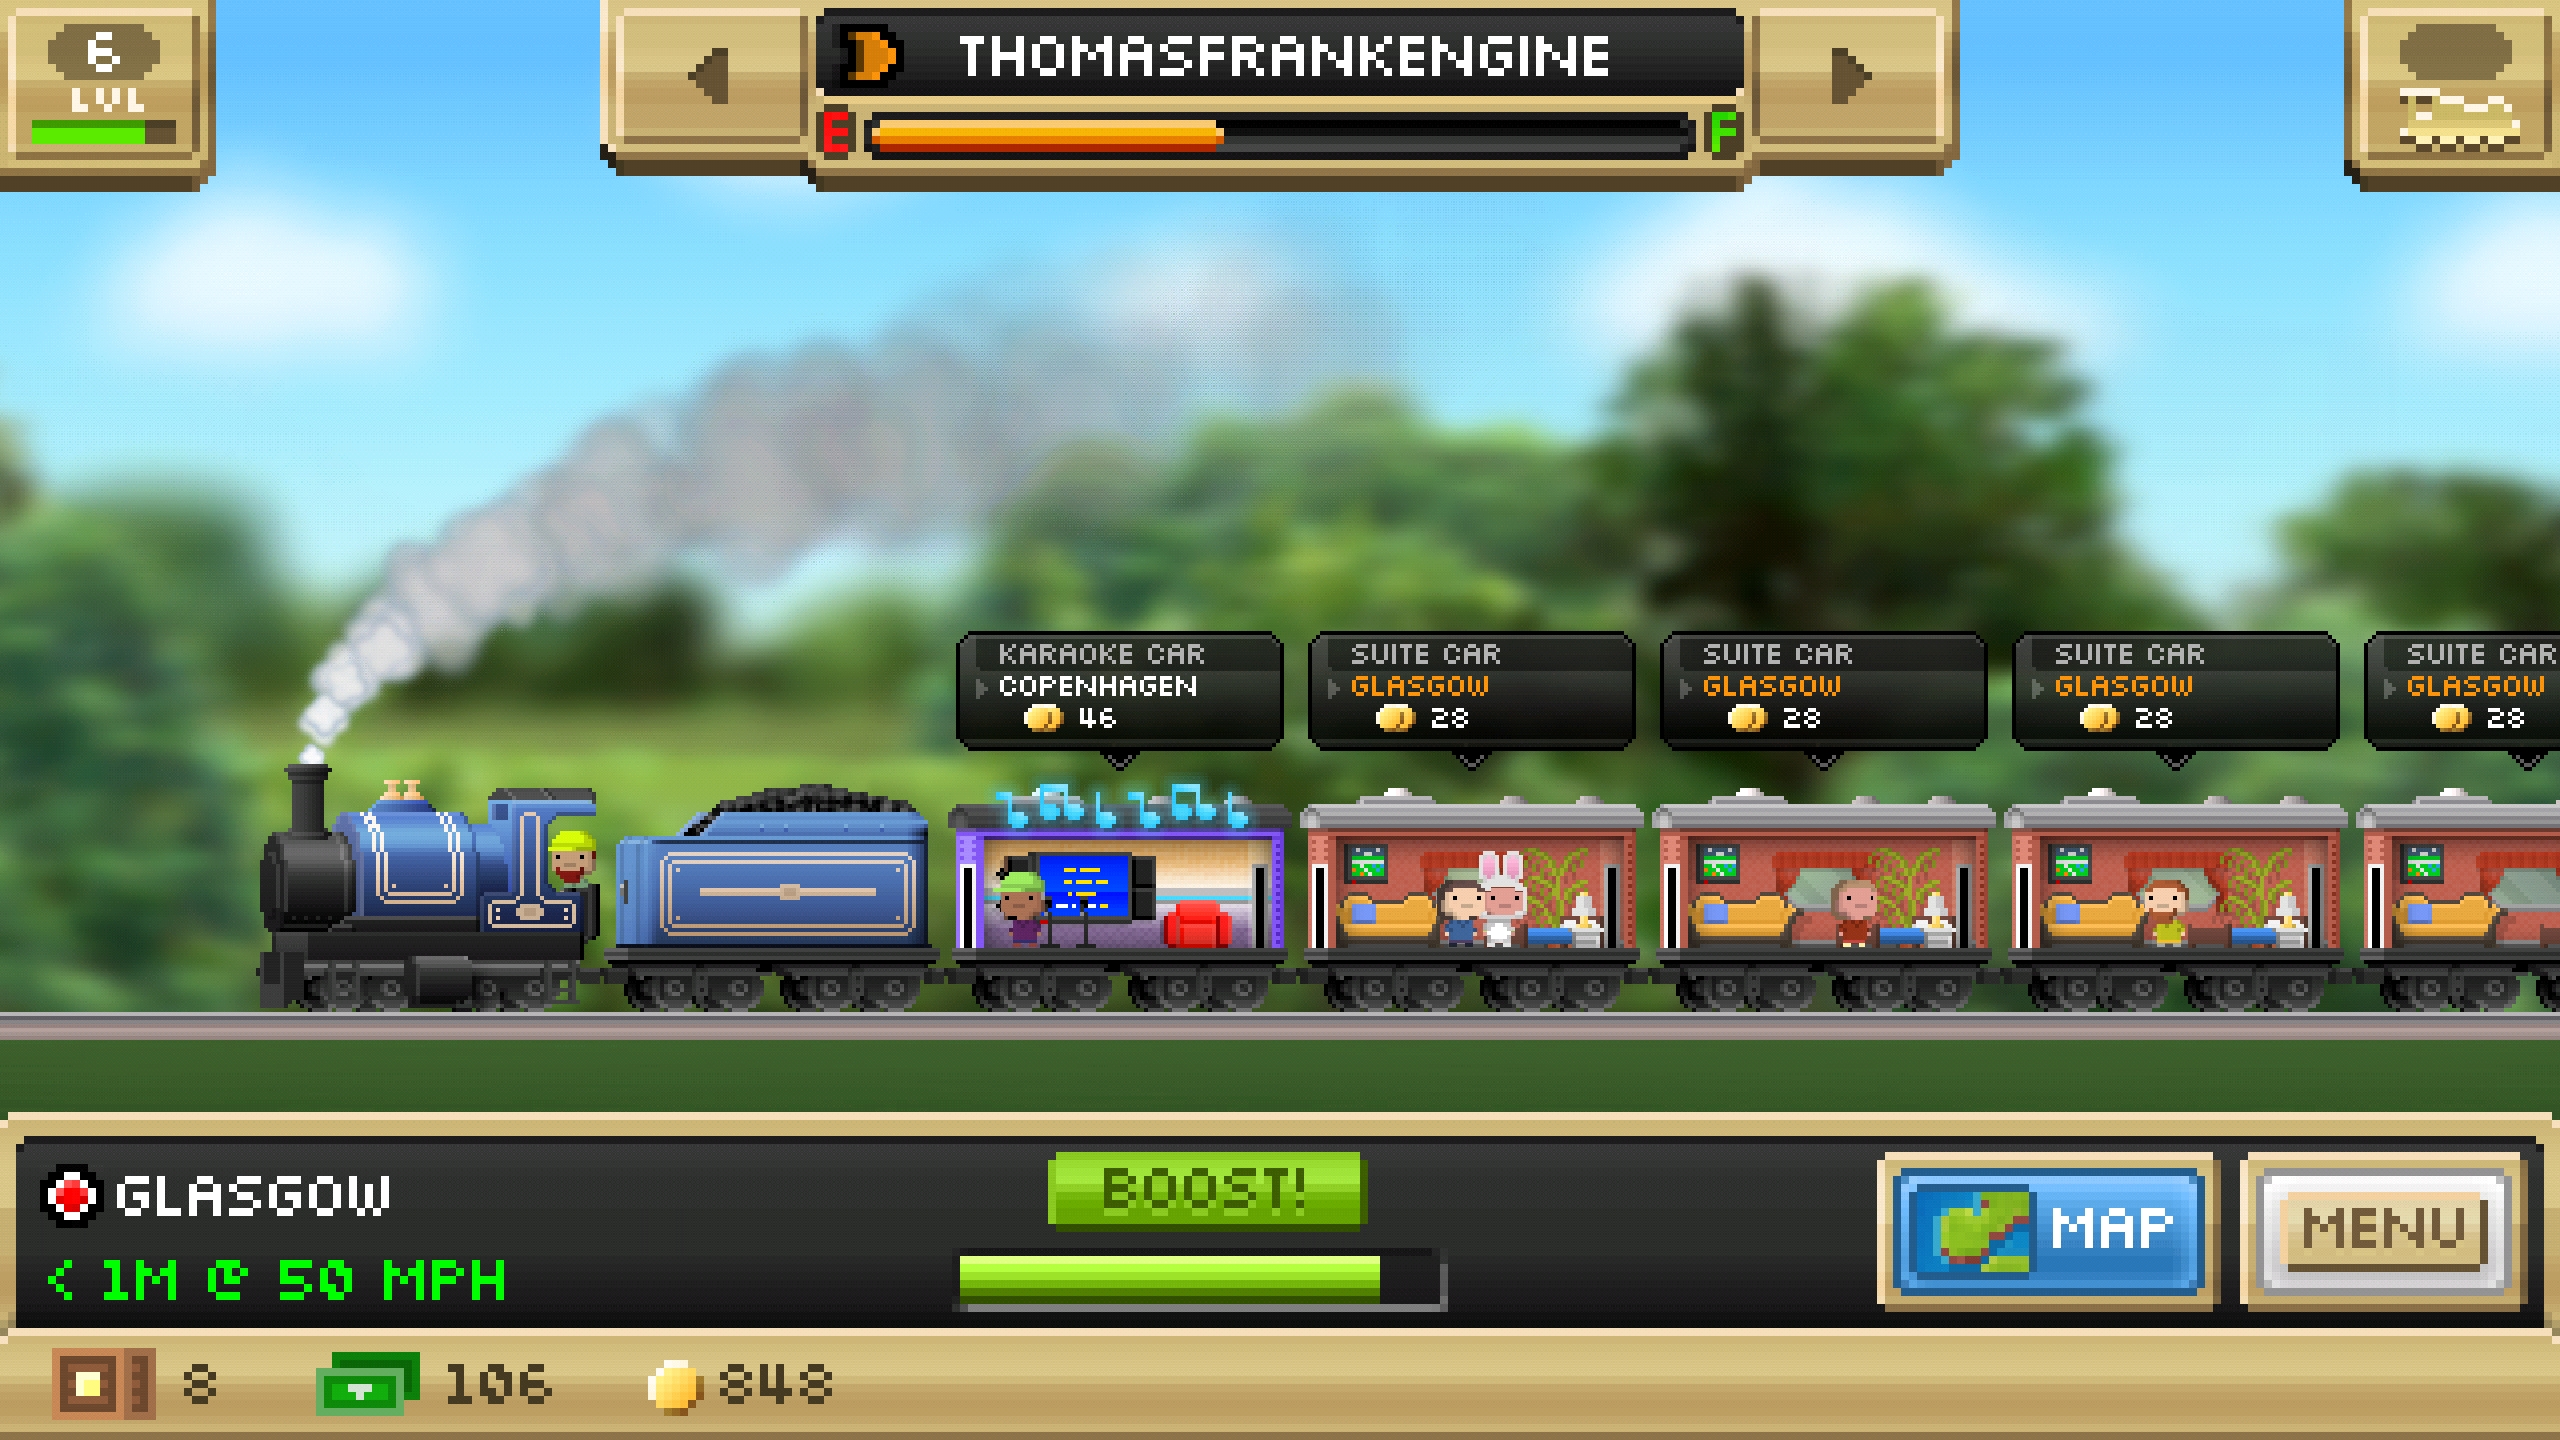 6
LVL
THOMASFRANKENGINE
E F
KARAOKE CAR
COPENHAGEN
46
SUITE CAR
GLASGOW
28
SUITE CAR
GLASGOW
28
SUITE CAR
GLASGOW
28
SUITE CAR
GLASGOW
28
GLASGOW
< 1M @ 50 MPH
BOOST!
MAP
MENU
8
106
848